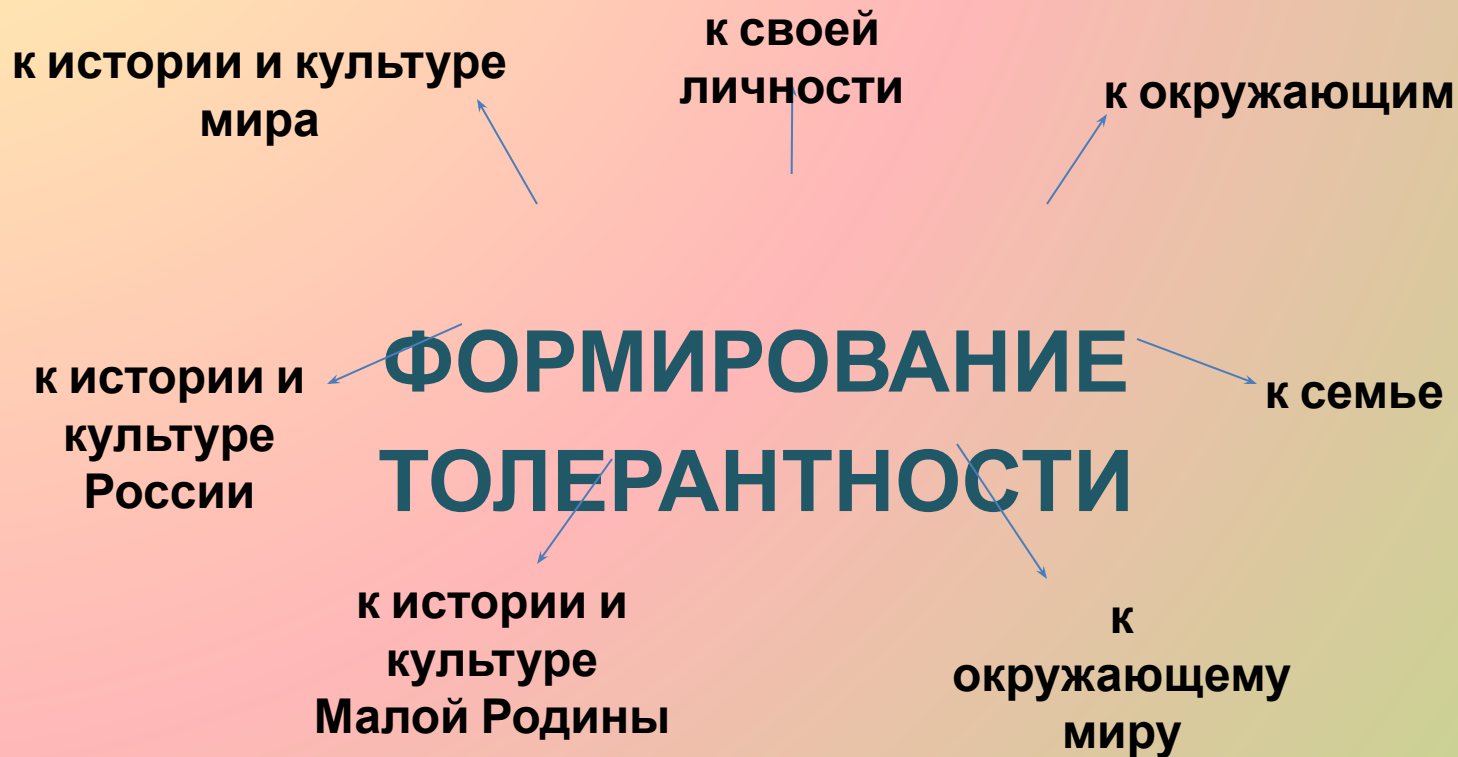 к истории и культуре
мира
к своей
личности
к окружающим
ФОРМИРОВАНИЕ
ТОЛЕРАНТНОСТИ
к истории и
культуре
России
к семье
к истории и
культуре
Малой Родины
к
окружающему
миру